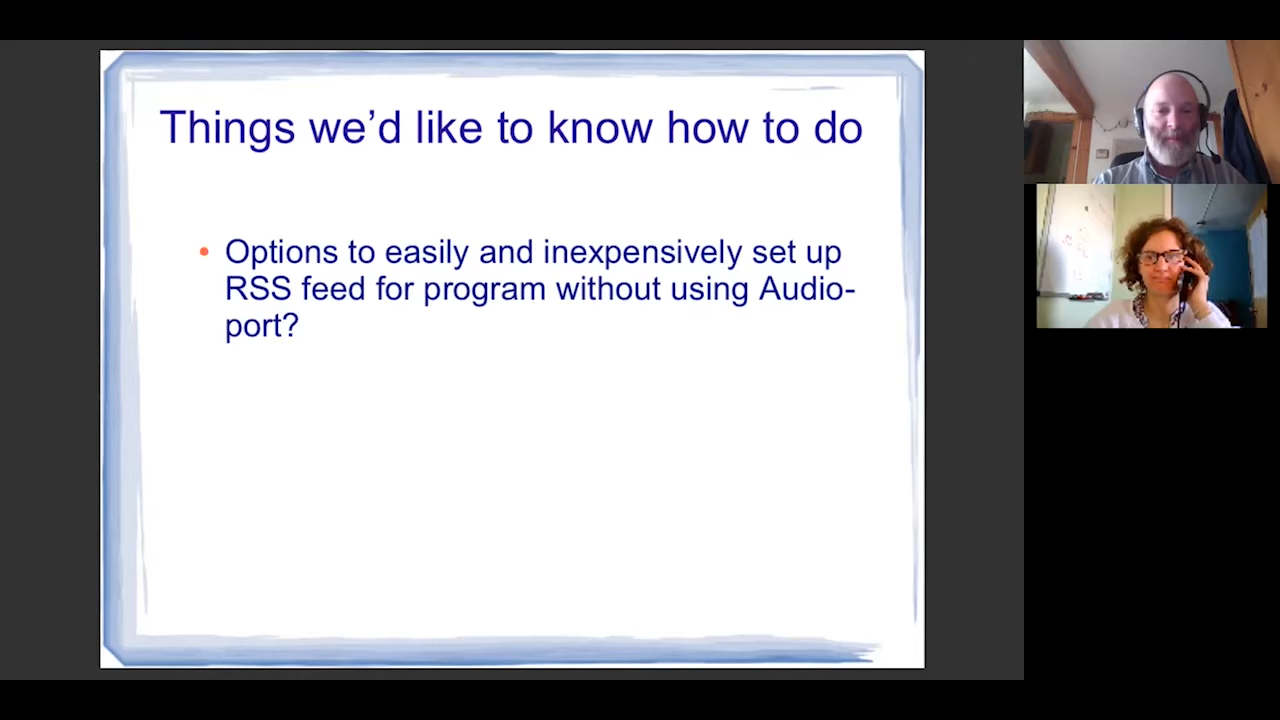 Things we’d like to know how to do
• Options to easily and inexpensively set up
RSS feed for program without using Audio-
port?